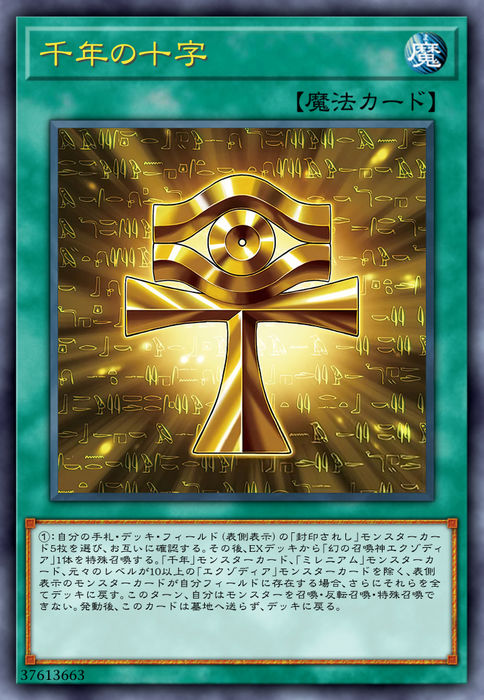 千年の十字
魔
【魔法カード】
①：自分の手札・デッキ・フィールド（表側表示）の「封印されし」モンスターカー
ド5枚を選び、お互いに確認する。その後、EXデッキから「幻の召喚神エクゾディ
ア」1体を特殊召喚する。「千年」モンスターカード、「ミレニアム」モンスターカー
ド、元々のレベルが10以上の「エクゾディア」モンスターカードを除く、表側
表示のモンスターカードが自分フィールドに存在する場合、さらにそれらを全
てデッキに戻す。このターン、自分はモンスターを召喚・反転召喚・特殊召喚で
きない。発動後、このカードは墓地へ送らず、デッキに戻る。
37613663